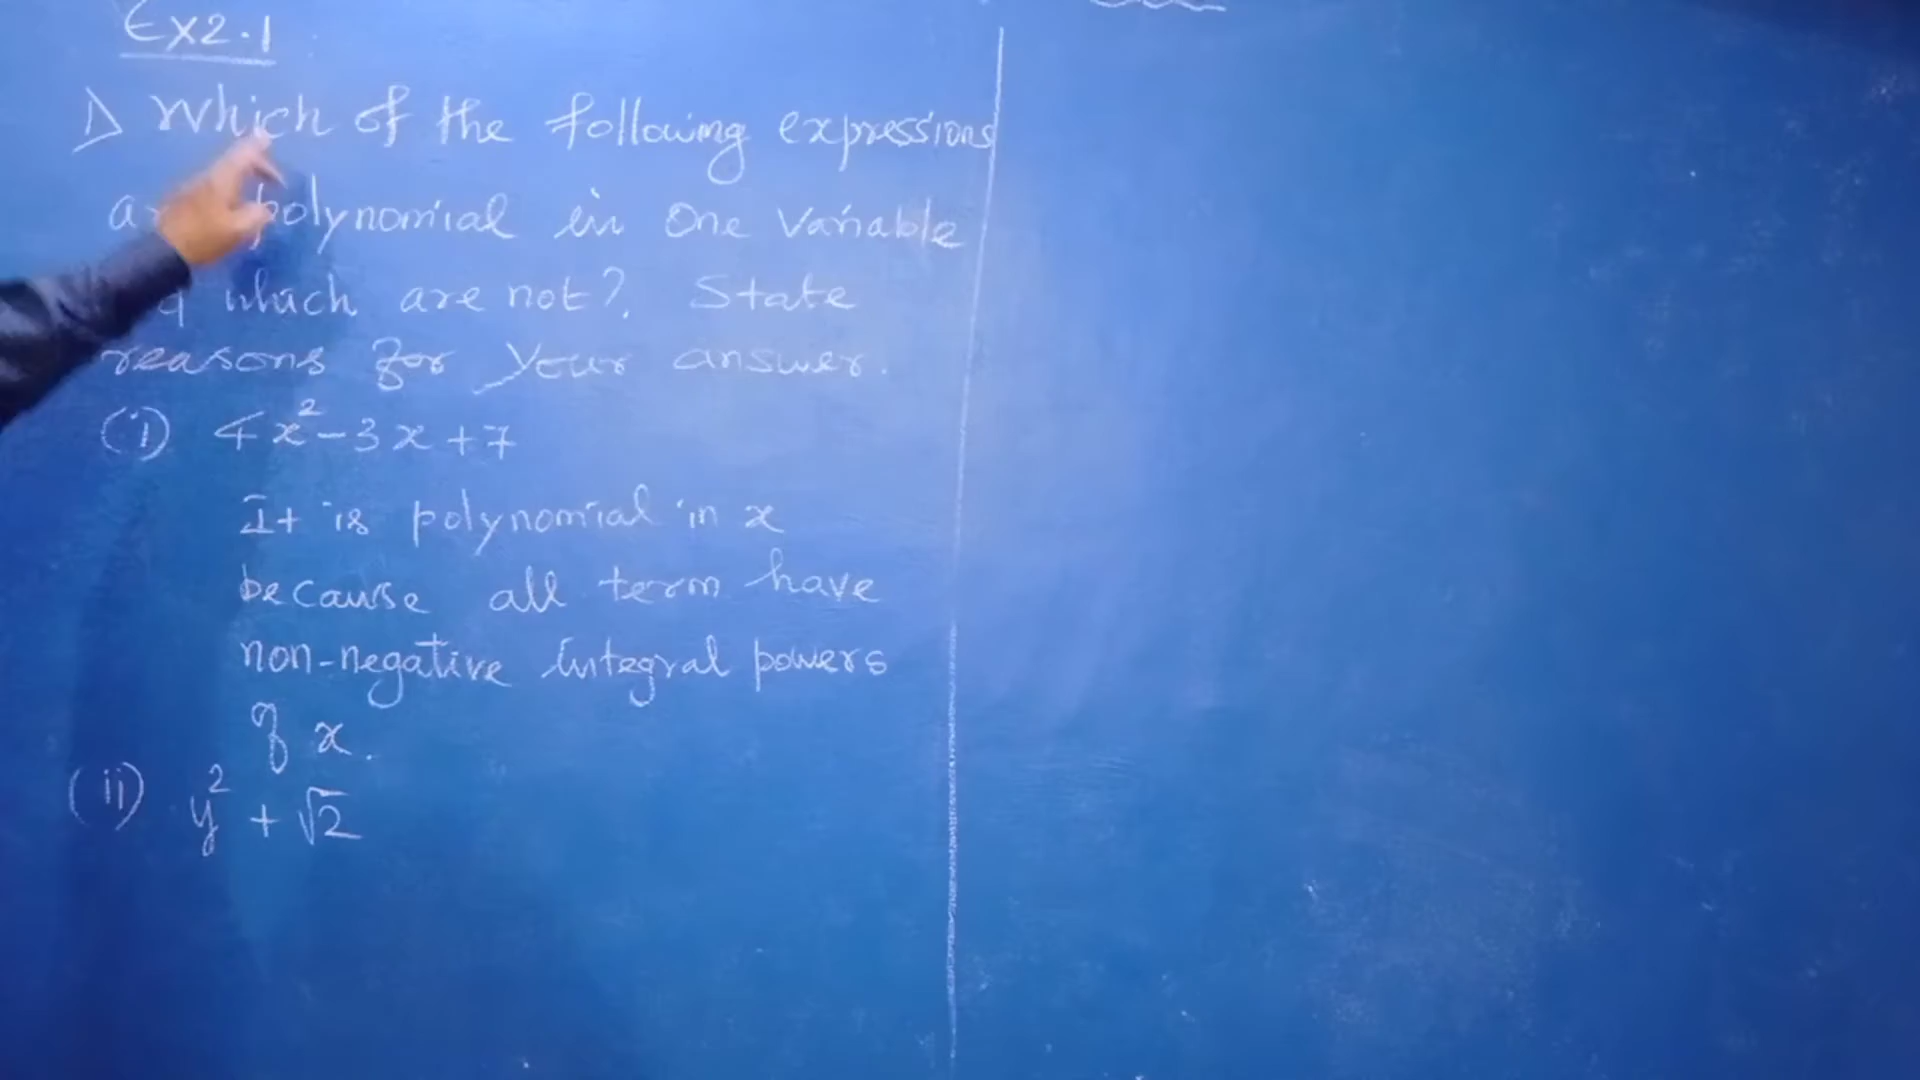 Ex2.1
1) Which of the following expressions
polynomial in one variable
which are not? State
reasons for your answer.
(i) 4x²-3x+7
It is polynomial in x
because all term have
non-negative integral powers
of x.
(ii) y² + √2